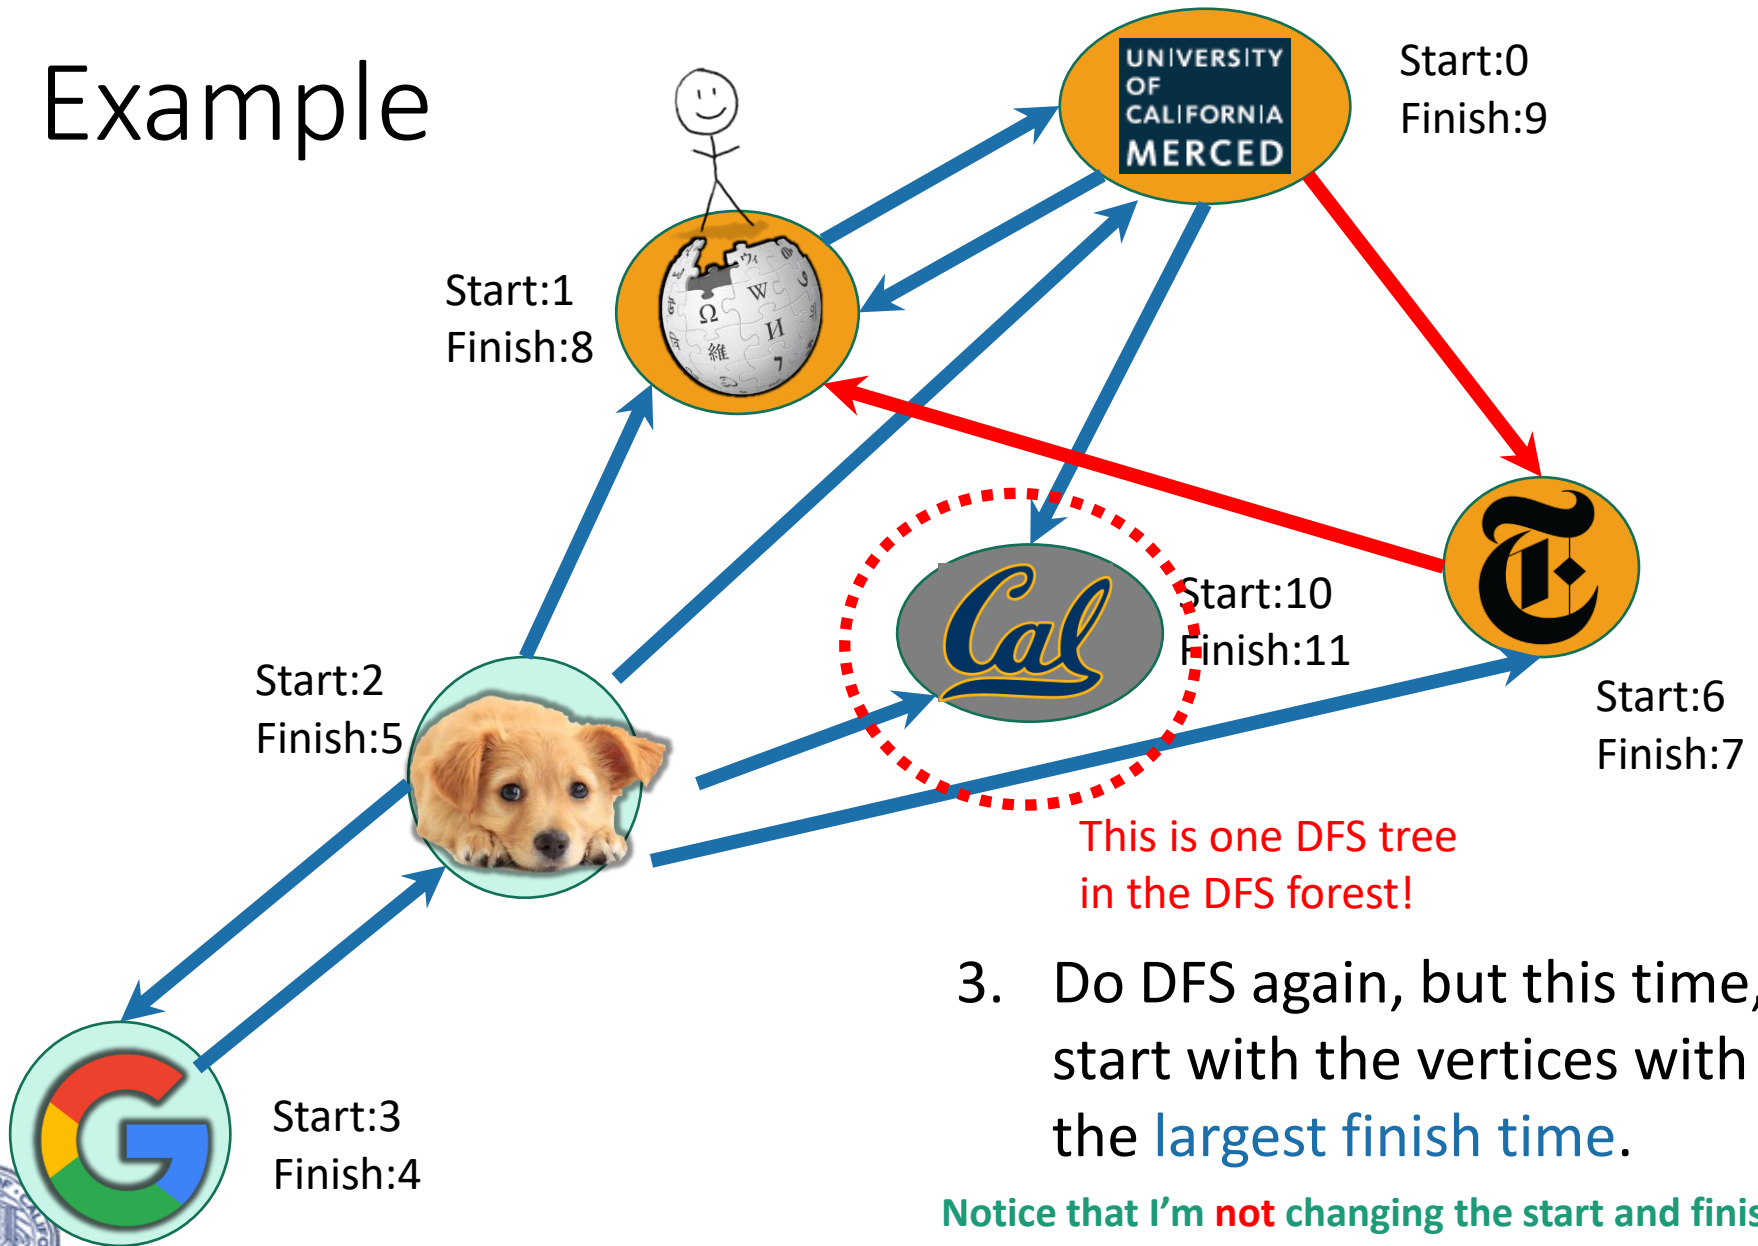 Example
UNIVERSITY
OF
CALIFORNIA
MERCED
Start:0
Finish:9
Start:1
Finish:8
Ω
W
И
維
Start:10
Finish:11
Cal
T
Start:2
Finish:5
Start:6
Finish:7
This is one DFS tree
in the DFS forest!
3. Do DFS again, but this time,
start with the vertices with
the largest finish time.
Notice that I’m not changing the start and finis
G
Start:3
Finish:4